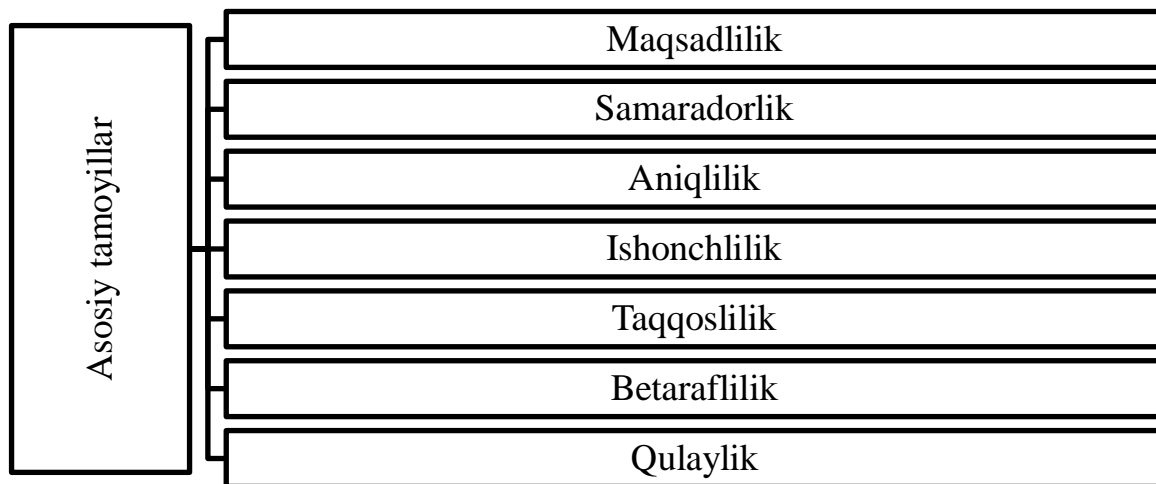 Asosiy tamoyillar
Maqsadlilik
Samaradorlik
Aniqlilik
Ishonchlilik
Taqqoslilik
Betaraflilik
Qulaylik